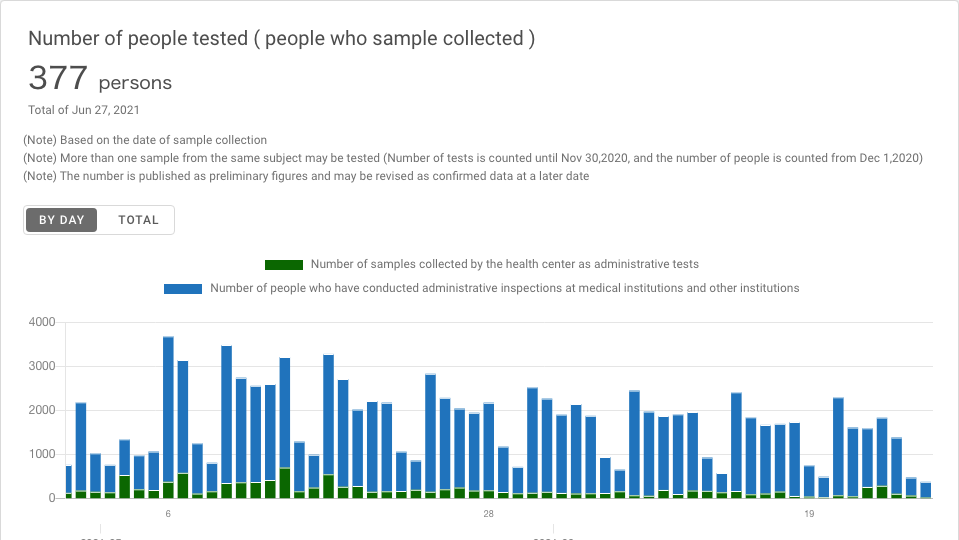 Number of people tested ( people who sample collected )
377 persons
Total of Jun 27, 2021
(Note) Based on the date of sample collection
(Note) More than one sample from the same subject may be tested (Number of tests is counted until Nov 30,2020, and the number of people is counted from Dec 1,2020)
(Note) The number is published as preliminary figures and may be revised as confirmed data at a later date
BY DAY TOTAL
Number of samples collected by the health center as administrative tests
Number of people who have conducted administrative inspections at medical institutions and other institutions
4000
3000
2000
1000
0
6 28 19